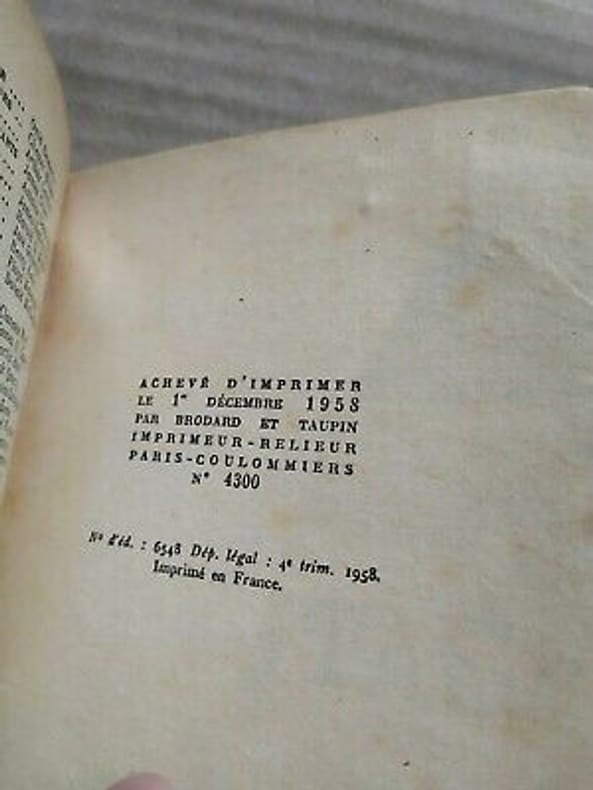 ACHEVÉ D'IMPRIMER
LE 1er DÉCEMBRE 1958
PAR BRODARD ET TAUPIN
IMPRIMEUR-RELIEUR
PARIS-COULOMMIERS
N° 4300
N° d'éd. : 6548 Dép. légal : 4e trim. 1958.
Imprimé en France.